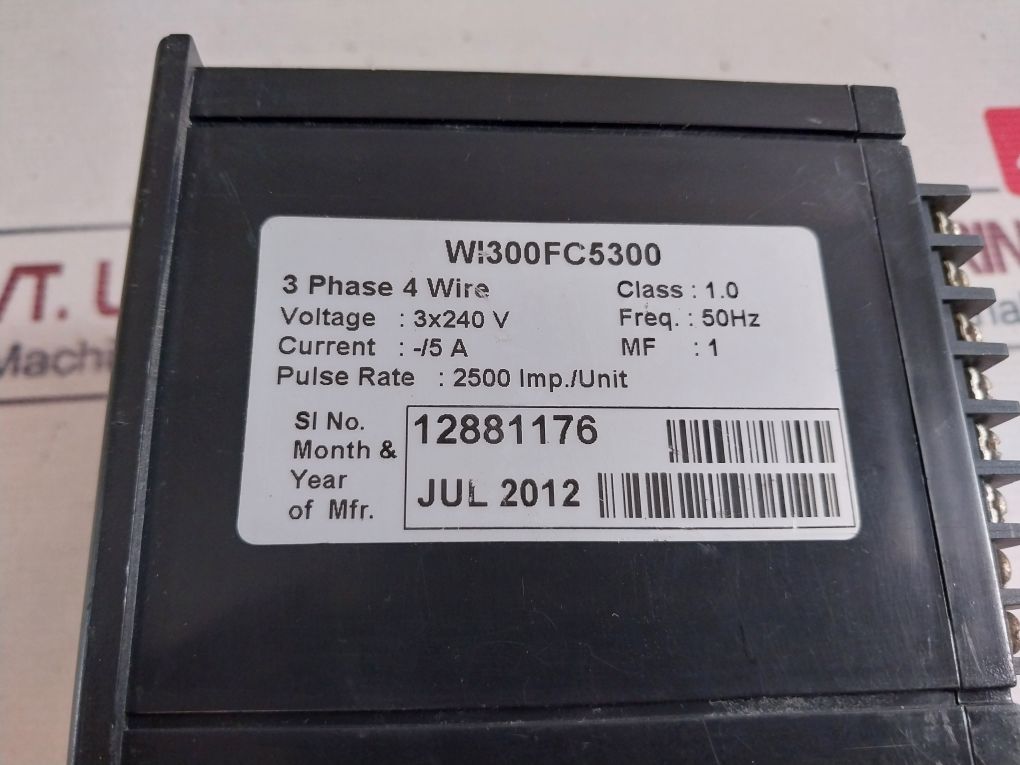 WI300FC5300
3 Phase 4 Wire Class : 1.0
Voltage : 3x240 V Freq. : 50Hz
Current : -/5 A MF : 1
Pulse Rate : 2500 Imp./Unit
Sl No. 12881176
Month &
Year JUL 2012
of Mfr.